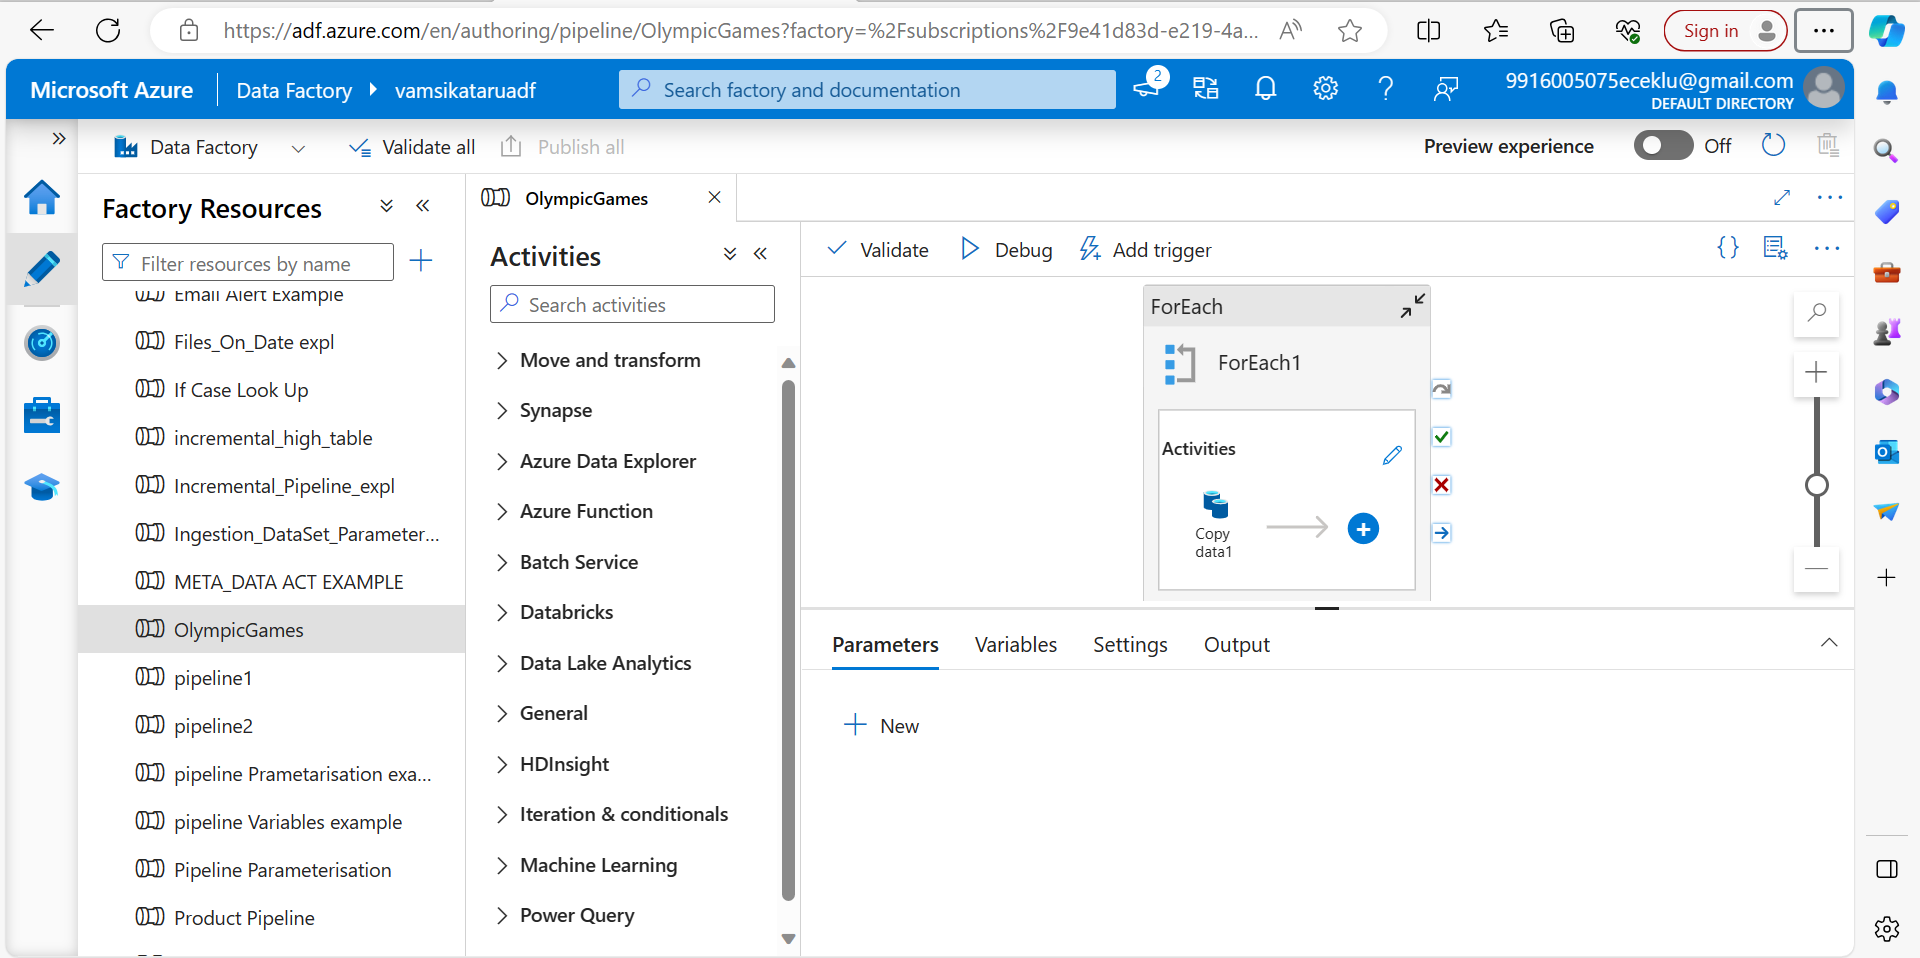 https://adf.azure.com/en/authoring/pipeline/OlympicGames?factory=%2Fsubscriptions%2F9e41d83d-e219-4a...
Sign in
Microsoft Azure
Data Factory
vamsikataruadf
Search factory and documentation
2
9916005075eceklu@gmail.com
DEFAULT DIRECTORY
Data Factory
Validate all
Publish all
Preview experience
Off
Factory Resources
Filter resources by name
Email Alert Example
Files_On_Date expl
If Case Look Up
incremental_high_table
Incremental_Pipeline_expl
Ingestion_DataSet_Parameter...
META_DATA ACT EXAMPLE
OlympicGames
pipeline1
pipeline2
pipeline Prametarisation exa...
pipeline Variables example
Pipeline Parameterisation
Product Pipeline
OlympicGames
Activities
Search activities
Move and transform
Synapse
Azure Data Explorer
Azure Function
Batch Service
Databricks
Data Lake Analytics
General
HDInsight
Iteration & conditionals
Machine Learning
Power Query
Validate
Debug
Add trigger
ForEach
ForEach1
Activities
Copy
data1
Parameters
Variables
Settings
Output
New